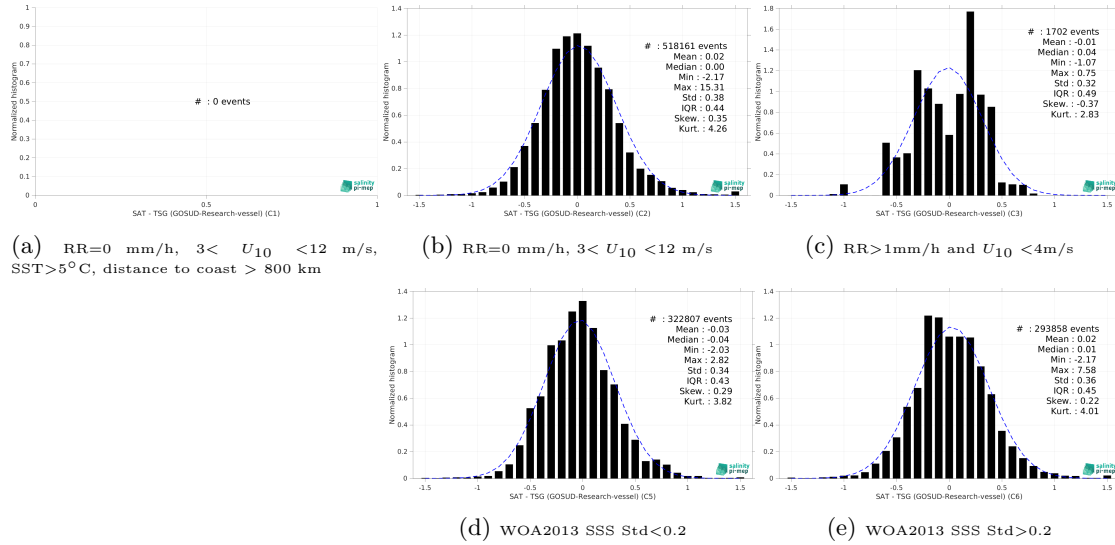 1
0.9
0.8
0.7
0.6
0.5
0.4
0.3
0.2
0.1
0
Normalized histogram
# : 0 events
salinity
pi-mep
0 0.5 1
SAT - TSG (GOSUD-Research-vessel) (C1)
(a) RR=0 mm/h, 3< U10 <12 m/s,
SST>5°C, distance to coast > 800 km
1.4
1.2
1
0.8
0.6
0.4
0.2
0
Normalized histogram
# : 518161 events
Mean : 0.02
Median : 0.00
Min : -2.17
Max : 15.31
Std : 0.38
IQR : 0.44
Skew. : 0.35
Kurt. : 4.26
salinity
pi-mep
-1.5 -1 -0.5 0 0.5 1 1.5
SAT - TSG (GOSUD-Research-vessel) (C2)
(b) RR=0 mm/h, 3< U10 <12 m/s
1.8
1.6
1.4
1.2
1
0.8
0.6
0.4
0.2
0
Normalized histogram
# : 1702 events
Mean : -0.01
Median : 0.04
Min : -1.07
Max : 0.75
Std : 0.32
IQR : 0.49
Skew. : -0.37
Kurt. : 2.83
salinity
pi-mep
-1.5 -1 -0.5 0 0.5 1 1.5
SAT - TSG (GOSUD-Research-vessel) (C3)
(c) RR>1mm/h and U10 <4m/s
1.4
1.2
1
0.8
0.6
0.4
0.2
0
Normalized histogram
# : 322807 events
Mean : -0.03
Median : -0.04
Min : -2.03
Max : 2.82
Std : 0.34
IQR : 0.43
Skew. : 0.29
Kurt. : 3.82
salinity
pi-mep
-1.5 -1 -0.5 0 0.5 1 1.5
SAT - TSG (GOSUD-Research-vessel) (C5)
(d) WOA2013 SSS Std<0.2
1.4
1.2
1
0.8
0.6
0.4
0.2
0
Normalized histogram
# : 293858 events
Mean : 0.02
Median : 0.01
Min : -2.17
Max : 7.58
Std : 0.36
IQR : 0.45
Skew. : 0.22
Kurt. : 4.01
salinity
pi-mep
-1.5 -1 -0.5 0 0.5 1 1.5
SAT - TSG (GOSUD-Research-vessel) (C6)
(e) WOA2013 SSS Std>0.2